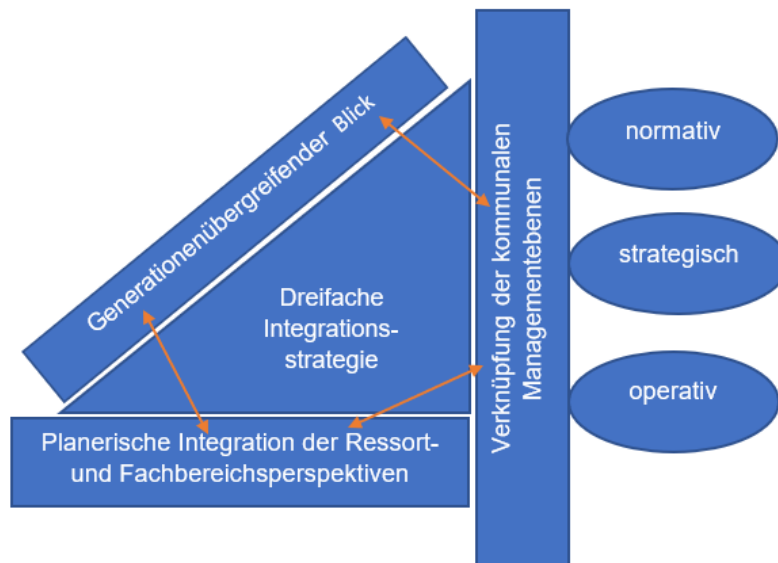 Generationenübergreifender Blick
Dreifache
Integrations-
strategie
Planerische Integration der Ressort-
und Fachbereichsperspektiven
Verknüpfung der kommunalen
Managementebenen
normativ
strategisch
operativ